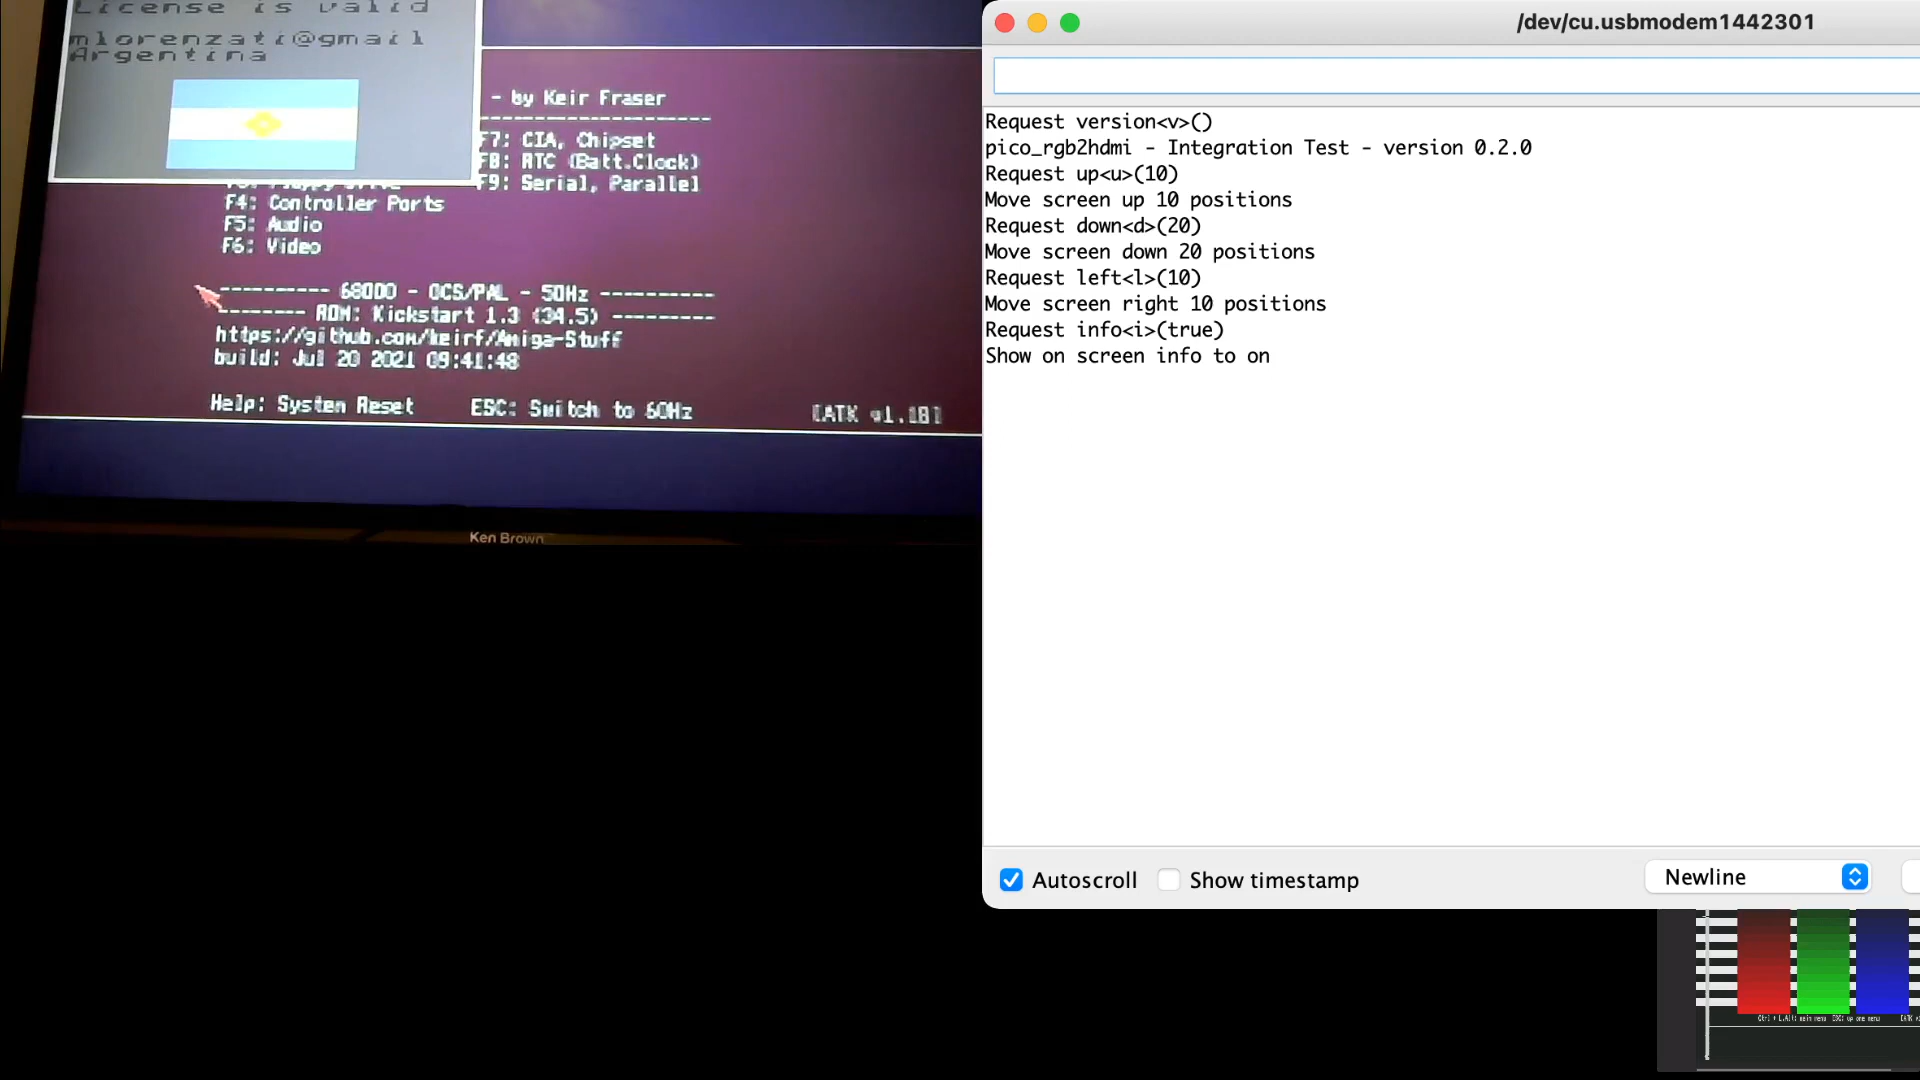 License is valid
mlorenzati@gmail
Argentina
- by Keir Fraser
F7: CIA, Chipset
F8: RTC (Batt.Clock)
F9: Serial, Parallel
F4: Controller Ports
F5: Audio
F6: Video
---------- 68000 - OCS/PAL - 50Hz ----------
-------- ROM: Kickstart 1.3 (34.5) ---------
https://github.com/keirf/Amiga-Stuff
build: Jul 20 2021 09:41:48
Help: System Reset ESC: Switch to 60Hz [ATK v1.18]
Ken Brown
/dev/cu.usbmodem1442301
Request version<v>()
pico_rgb2hdmi - Integration Test - version 0.2.0
Request up<u>(10)
Move screen up 10 positions
Request down<d>(20)
Move screen down 20 positions
Request left<l>(10)
Move screen right 10 positions
Request info<i>(true)
Show on screen info to on
Autoscroll Show timestamp Newline